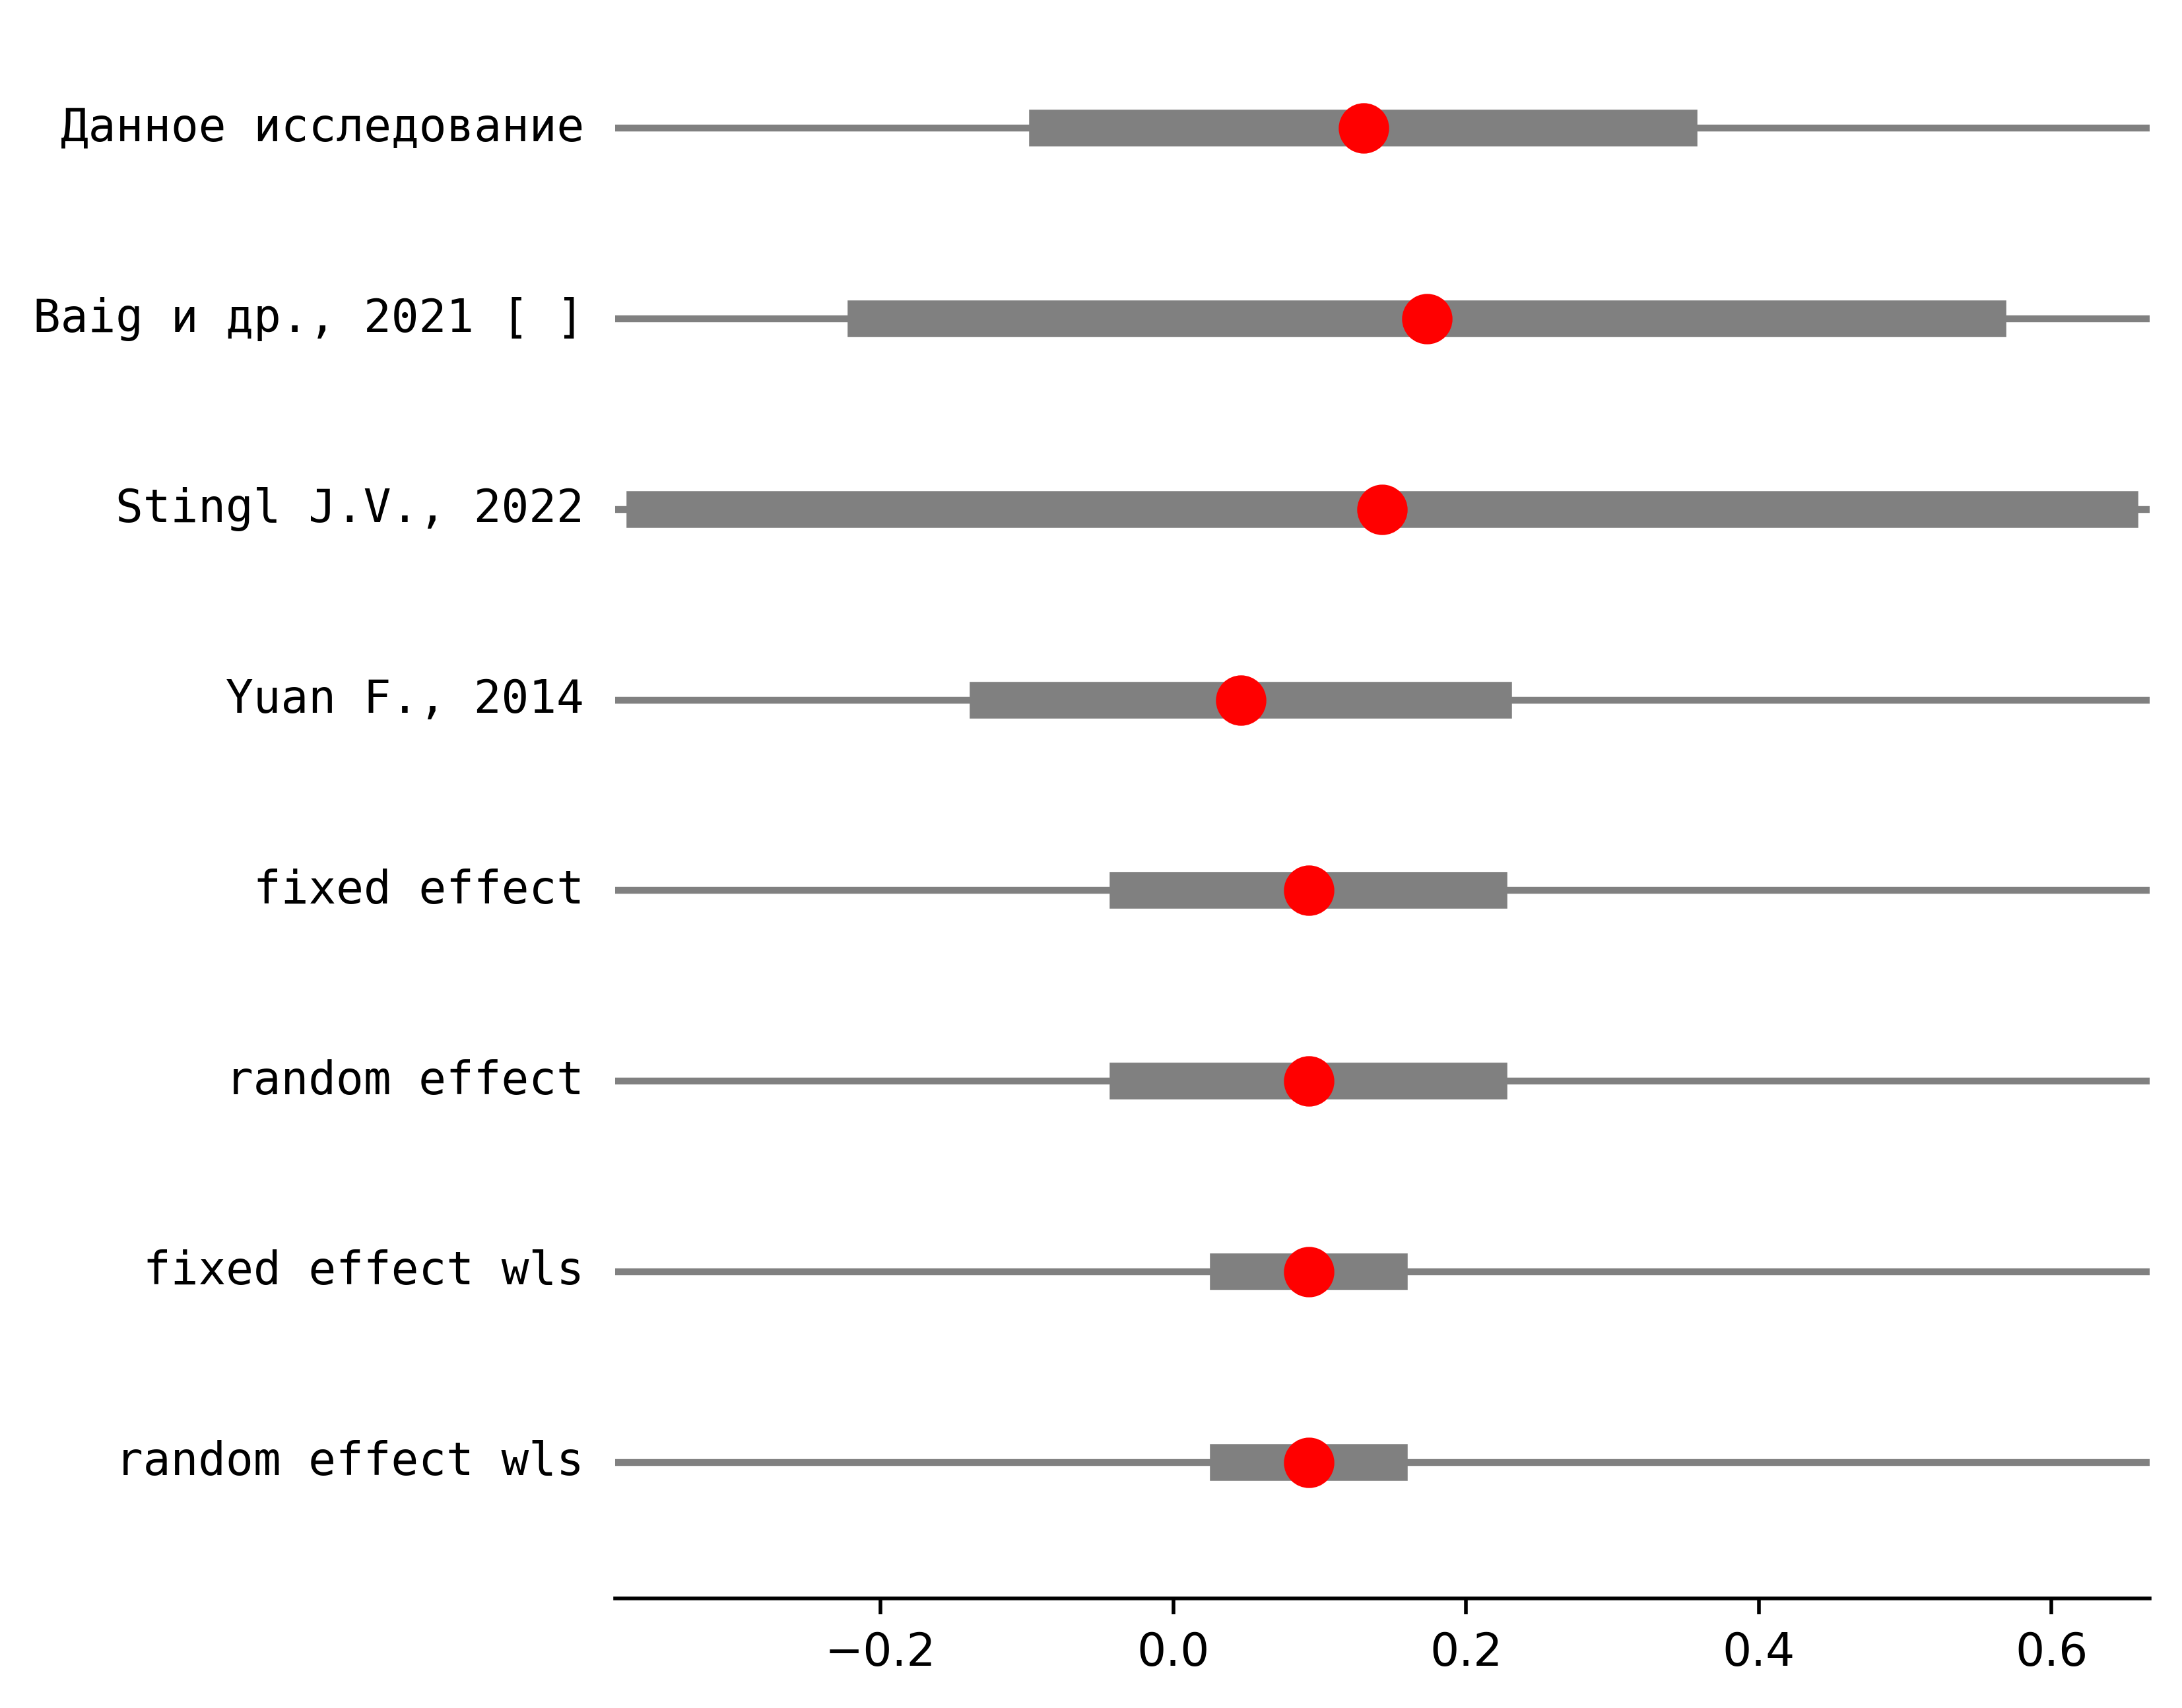 Данное исследование
Baig и др., 2021 [ ]
Stingl J.V., 2022
Yuan F., 2014
fixed effect
random effect
fixed effect wls
random effect wls
−0.2 0.0 0.2 0.4 0.6